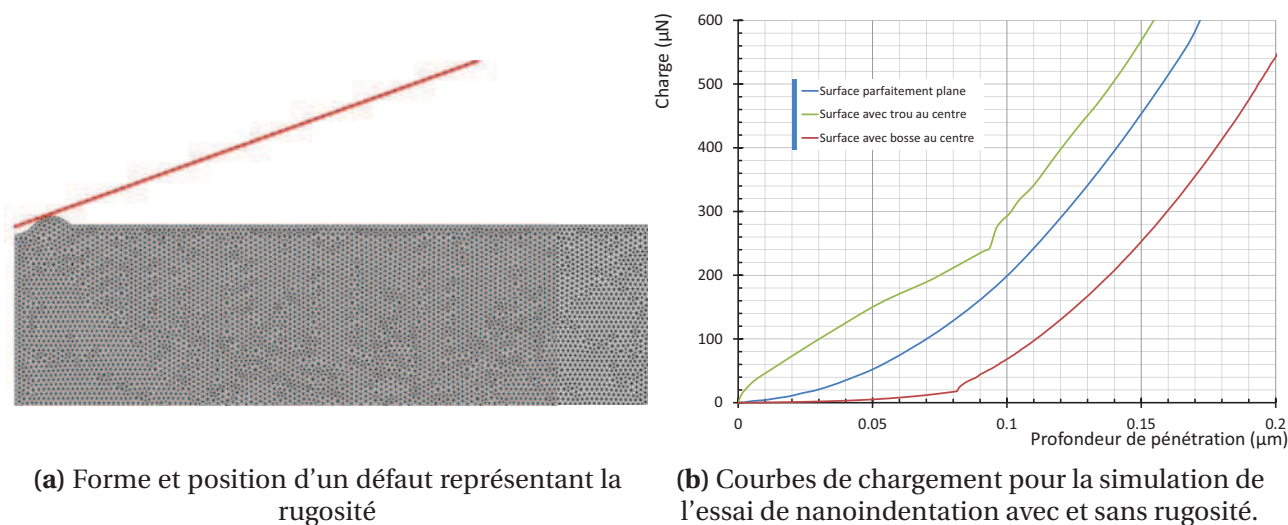 Charge (µN)
600
500
400
300
200
100
0
Surface parfaitement plane
Surface avec trou au centre
Surface avec bosse au centre
0
0.05
0.1
0.15
0.2
Profondeur de pénétration (µm)
(a) Forme et position d'un défaut représentant la
rugosité
(b) Courbes de chargement pour la simulation de
l'essai de nanoindentation avec et sans rugosité.